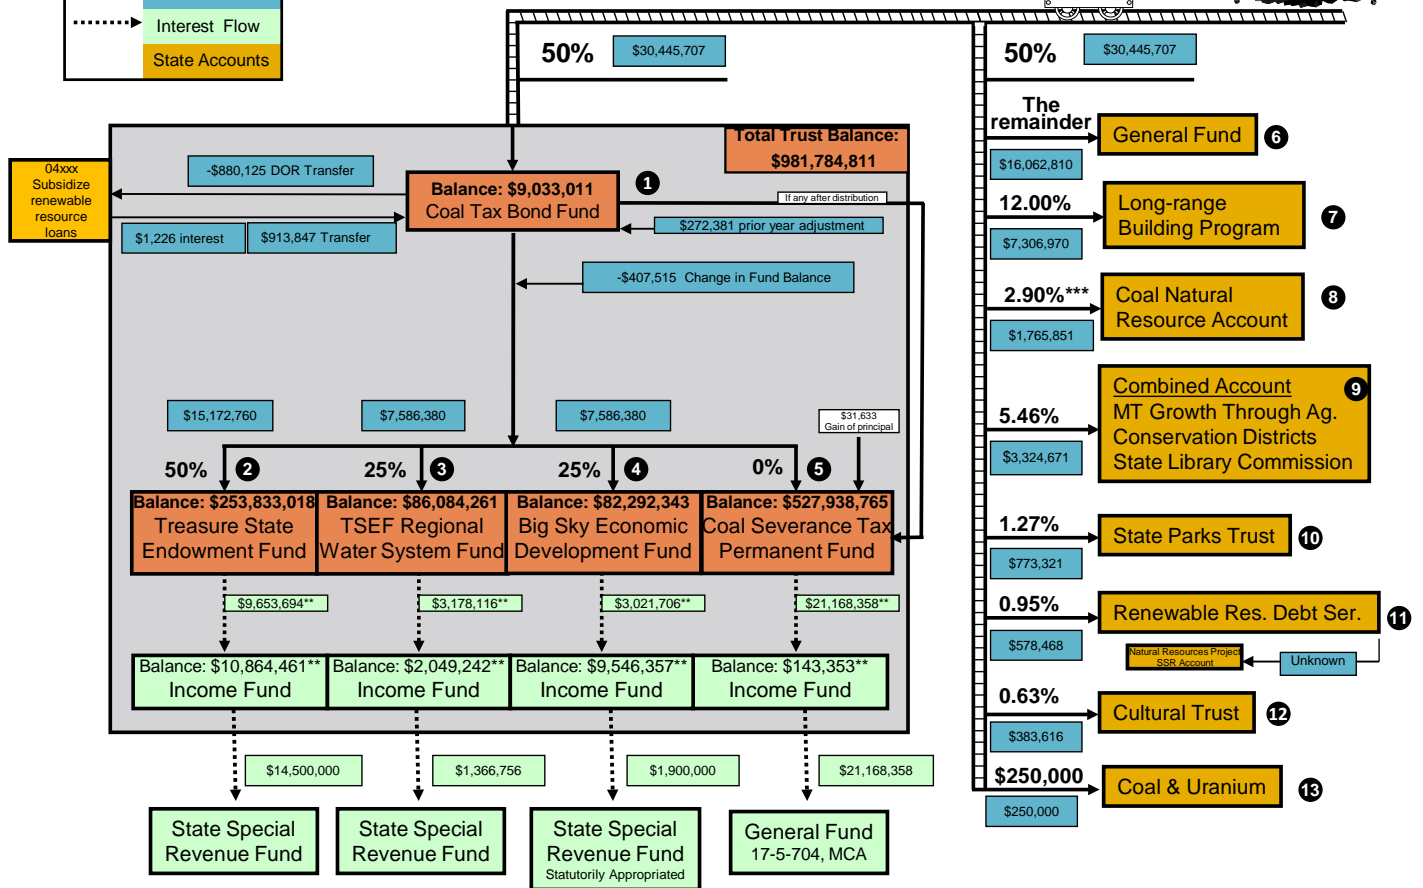 Interest Flow
State Accounts
50%
$30,445,707
50%
$30,445,707
Total Trust Balance:
$981,784,811
04xxx
Subsidize
renewable
resource
loans
-$880,125 DOR Transfer
$1,226 interest
$913,847 Transfer
Balance: $9,033,011
Coal Tax Bond Fund
1
If any after distribution
$272,381 prior year adjustment
-$407,515 Change in Fund Balance
$15,172,760
$7,586,380
$7,586,380
$31,633
Gain of principal
50%
2
25%
3
25%
4
0%
5
Balance: $253,833,018
Treasure State
Endowment Fund
Balance: $86,084,261
TSEF Regional
Water System Fund
Balance: $82,292,343
Big Sky Economic
Development Fund
Balance: $527,938,765
Coal Severance Tax
Permanent Fund
$9,653,694**
$3,178,116**
$3,021,706**
$21,168,358**
Balance: $10,864,461**
Income Fund
Balance: $2,049,242**
Income Fund
Balance: $9,546,357**
Income Fund
Balance: $143,353**
Income Fund
$14,500,000
$1,366,756
$1,900,000
$21,168,358
State Special
Revenue Fund
State Special
Revenue Fund
State Special
Revenue Fund
Statutorily Appropriated
General Fund
17-5-704, MCA
The
remainder
$16,062,810
General Fund
6
12.00%
$7,306,970
Long-range
Building Program
7
2.90%***
$1,765,851
Coal Natural
Resource Account
8
5.46%
$3,324,671
Combined Account
MT Growth Through Ag.
Conservation Districts
State Library Commission
9
1.27%
$773,321
State Parks Trust
10
0.95%
$578,468
Renewable Res. Debt Ser.
11
Natural Resources Project
SSR Account
Unknown
0.63%
$383,616
Cultural Trust
12
$250,000
$250,000
Coal & Uranium
13